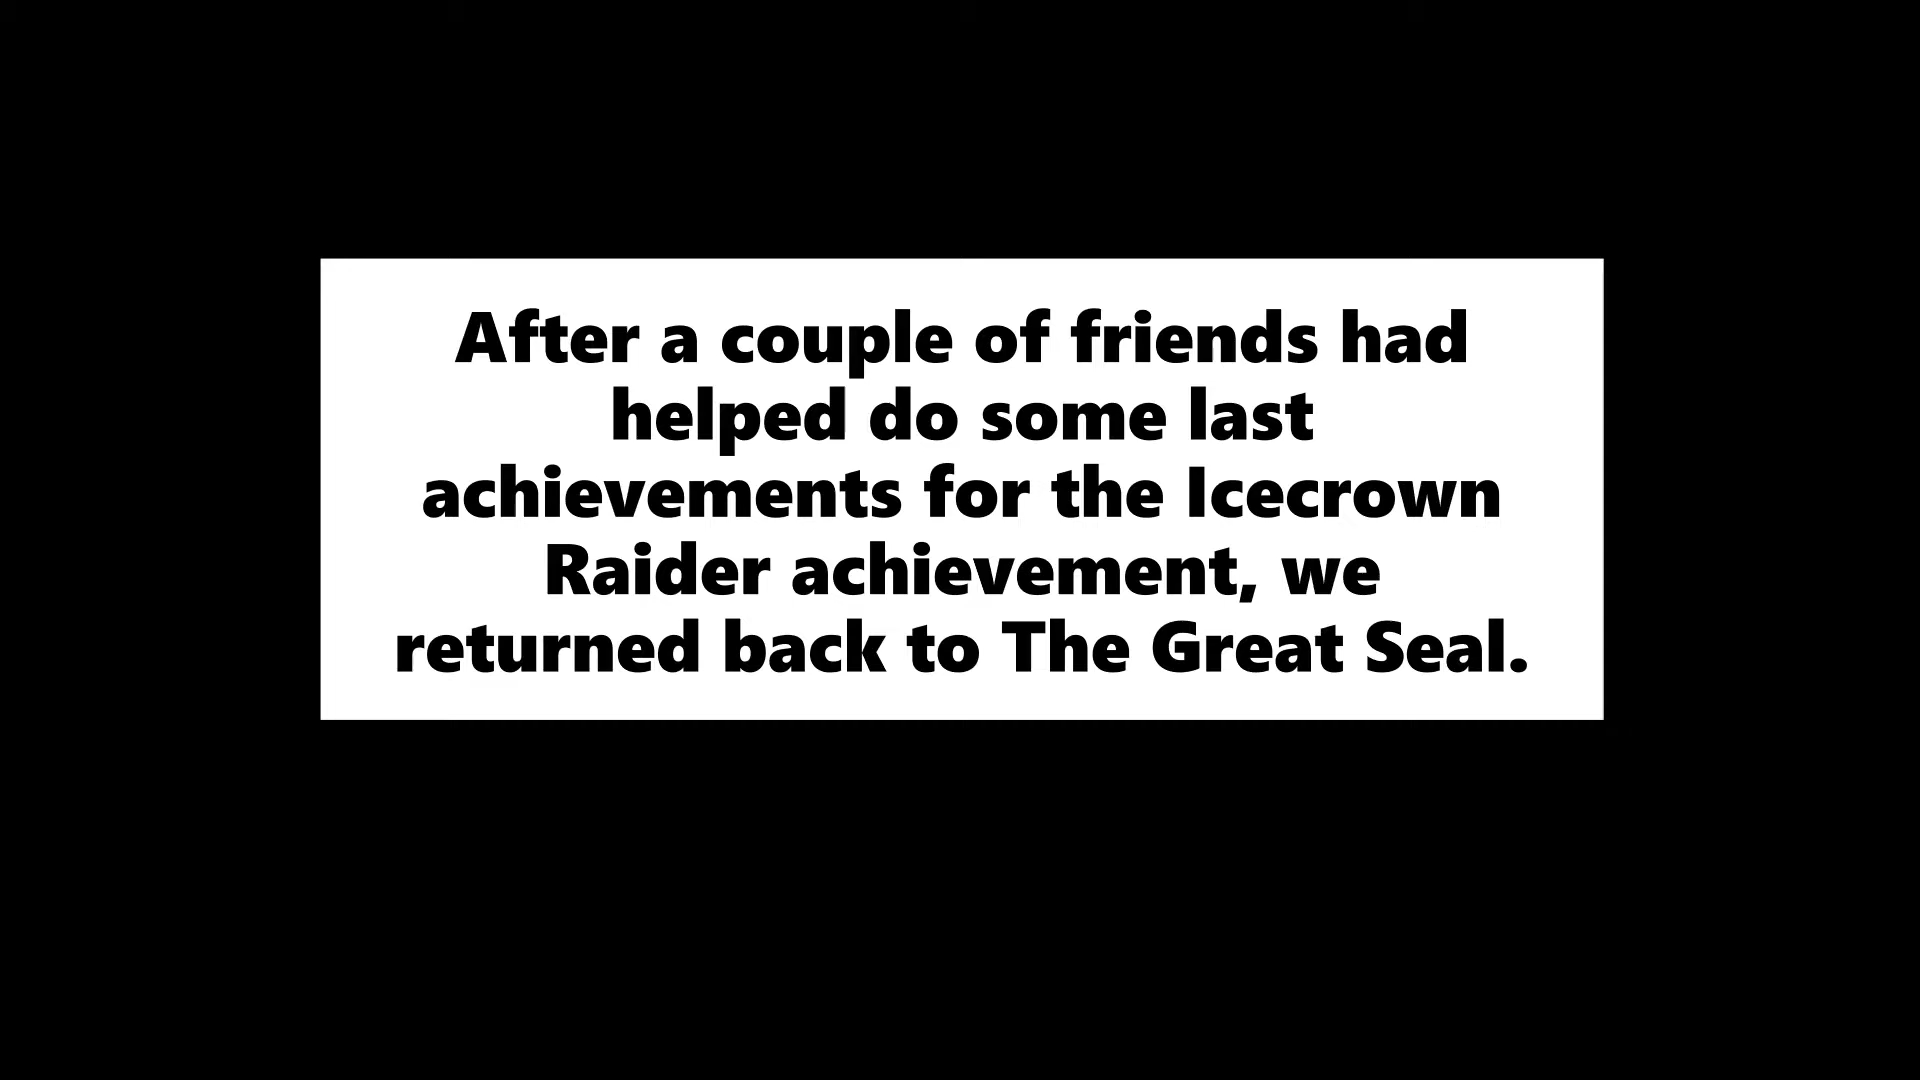 After a couple of friends had
helped do some last
achievements for the Icecrown
Raider achievement, we
returned back to The Great Seal.